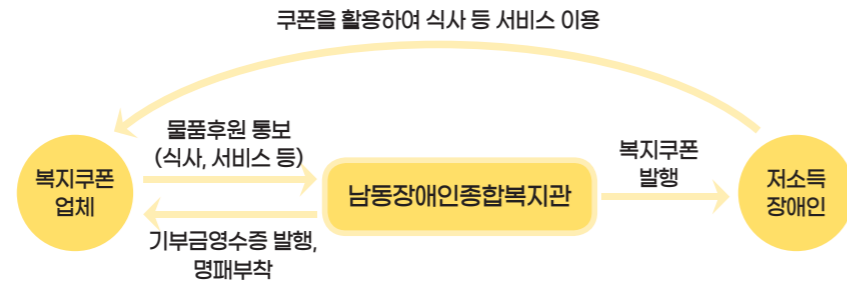 쿠폰을 활용하여 식사 등 서비스 이용
물품후원 통보
(식사, 서비스 등)
복지쿠폰
업체
남동장애인종합복지관
복지쿠폰
발행
저소득
장애인
기부금영수증 발행,
명패부착